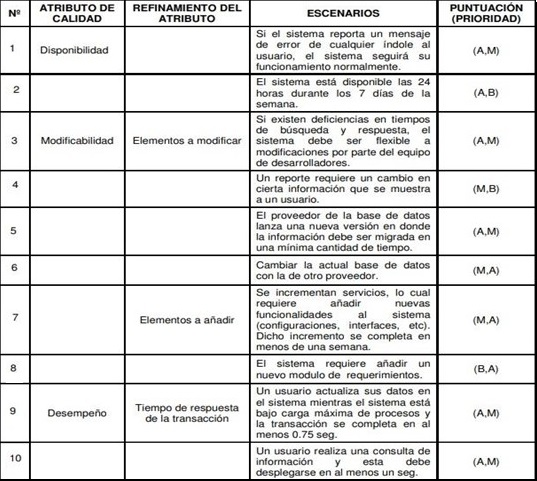 Nº
ATRIBUTO DE
CALIDAD
REFINAMIENTO DEL
ATRIBUTO
ESCENARIOS
PUNTUACIÓN
(PRIORIDAD)
1
Disponibilidad
Si el sistema reporta un mensaje
de error de cualquier índole al
usuario, el sistema seguirá su
funcionamiento normalmente.
(A,M)
2
El sistema está disponible las 24
horas durante los 7 días de la
semana.
(A,B)
3
Modificabilidad
Elementos a modificar
Si existen deficiencias en tiempos
de búsqueda y respuesta, el
sistema debe ser flexible a
modificaciones por parte del equipo
de desarrolladores.
(A,M)
4
Un reporte requiere un cambio en
cierta información que se muestra
a un usuario.
(M,B)
5
El proveedor de la base de datos
lanza una nueva versión en donde
la información debe ser migrada en
una mínima cantidad de tiempo.
(A,M)
6
Cambiar la actual base de datos
con la de otro proveedor.
(M,A)
7
Elementos a añadir
Se incrementan servicios, lo cual
requiere añadir nuevas
funcionalidades al sistema
(configuraciones, interfaces, etc).
Dicho incremento se completa en
menos de una semana.
(M,A)
8
El sistema requiere añadir un
nuevo modulo de requerimientos.
(B,A)
9
Desempeño
Tiempo de respuesta
de la transacción
Un usuario actualiza sus datos en
el sistema mientras el sistema está
bajo carga máxima de procesos y
la transacción se completa en al
menos 0.75 seg.
(A,M)
10
Un usuario realiza una consulta de
información y esta debe
desplegarse en al menos un seg.
(A,M)